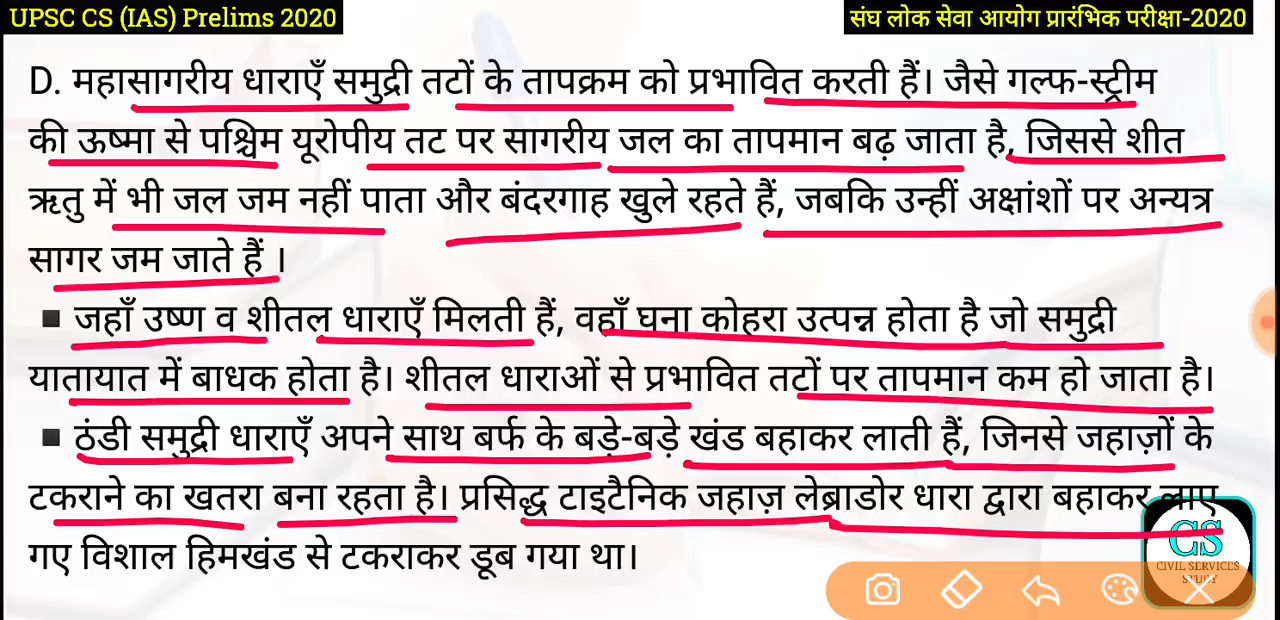 UPSC CS (IAS) Prelims 2020
संघ लोक सेवा आयोग प्रारंभिक परीक्षा-2020
D. महासागरीय धाराएँ समुद्री तटों के तापक्रम को प्रभावित करती हैं। जैसे गल्फ-स्ट्रीम
की ऊष्मा से पश्चिम यूरोपीय तट पर सागरीय जल का तापमान बढ़ जाता है, जिससे शीत
ऋतु में भी जल जम नहीं पाता और बंदरगाह खुले रहते हैं, जबकि उन्हीं अक्षांशों पर अन्यत्र
सागर जम जाते हैं ।
▪ जहाँ उष्ण व शीतल धाराएँ मिलती हैं, वहाँ घना कोहरा उत्पन्न होता है जो समुद्री
यातायात में बाधक होता है। शीतल धाराओं से प्रभावित तटों पर तापमान कम हो जाता है।
▪ ठंडी समुद्री धाराएँ अपने साथ बर्फ के बड़े-बड़े खंड बहाकर लाती हैं, जिनसे जहाज़ों के
टकराने का खतरा बना रहता है। प्रसिद्ध टाइटैनिक जहाज़ लेब्राडोर धारा द्वारा बहाकर लाए
गए विशाल हिमखंड से टकराकर डूब गया था।
CS
CIVIL SERVICES
STUDY